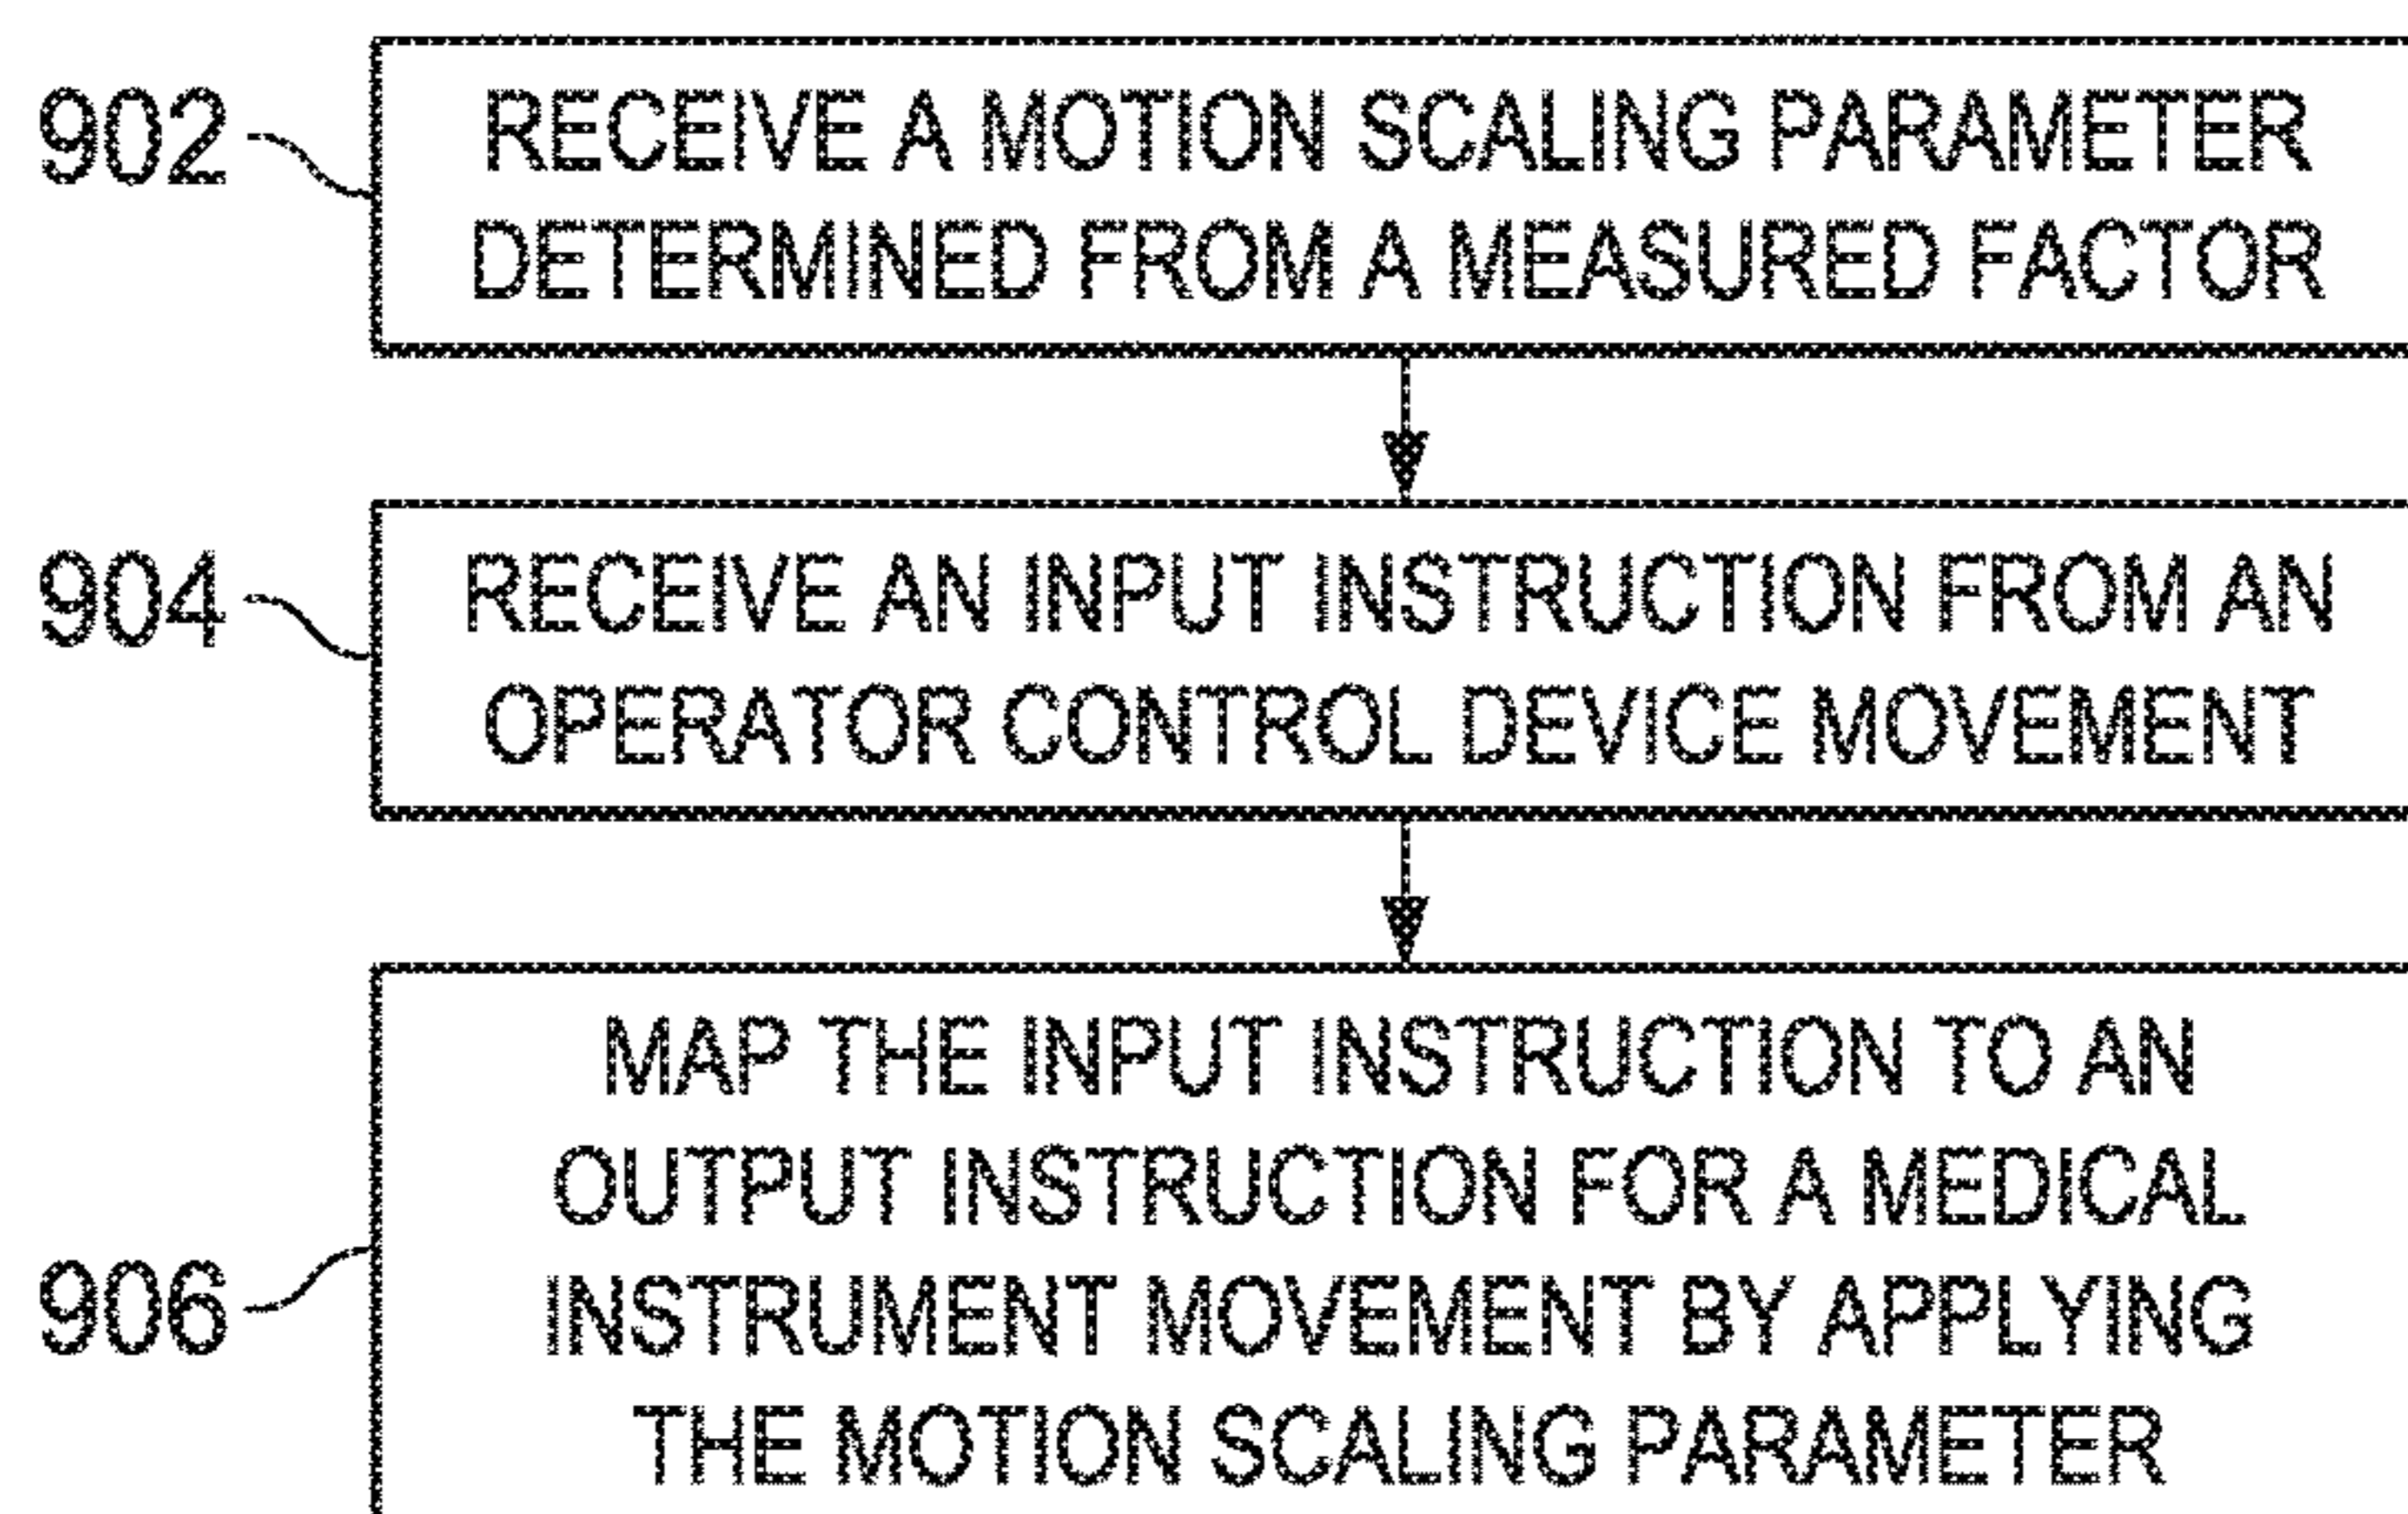 902
RECEIVE A MOTION SCALING PARAMETER
DETERMINED FROM A MEASURED FACTOR
904
RECEIVE AN INPUT INSTRUCTION FROM AN
OPERATOR CONTROL DEVICE MOVEMENT
906
MAP THE INPUT INSTRUCTION TO AN
OUTPUT INSTRUCTION FOR A MEDICAL
INSTRUMENT MOVEMENT BY APPLYING
THE MOTION SCALING PARAMETER